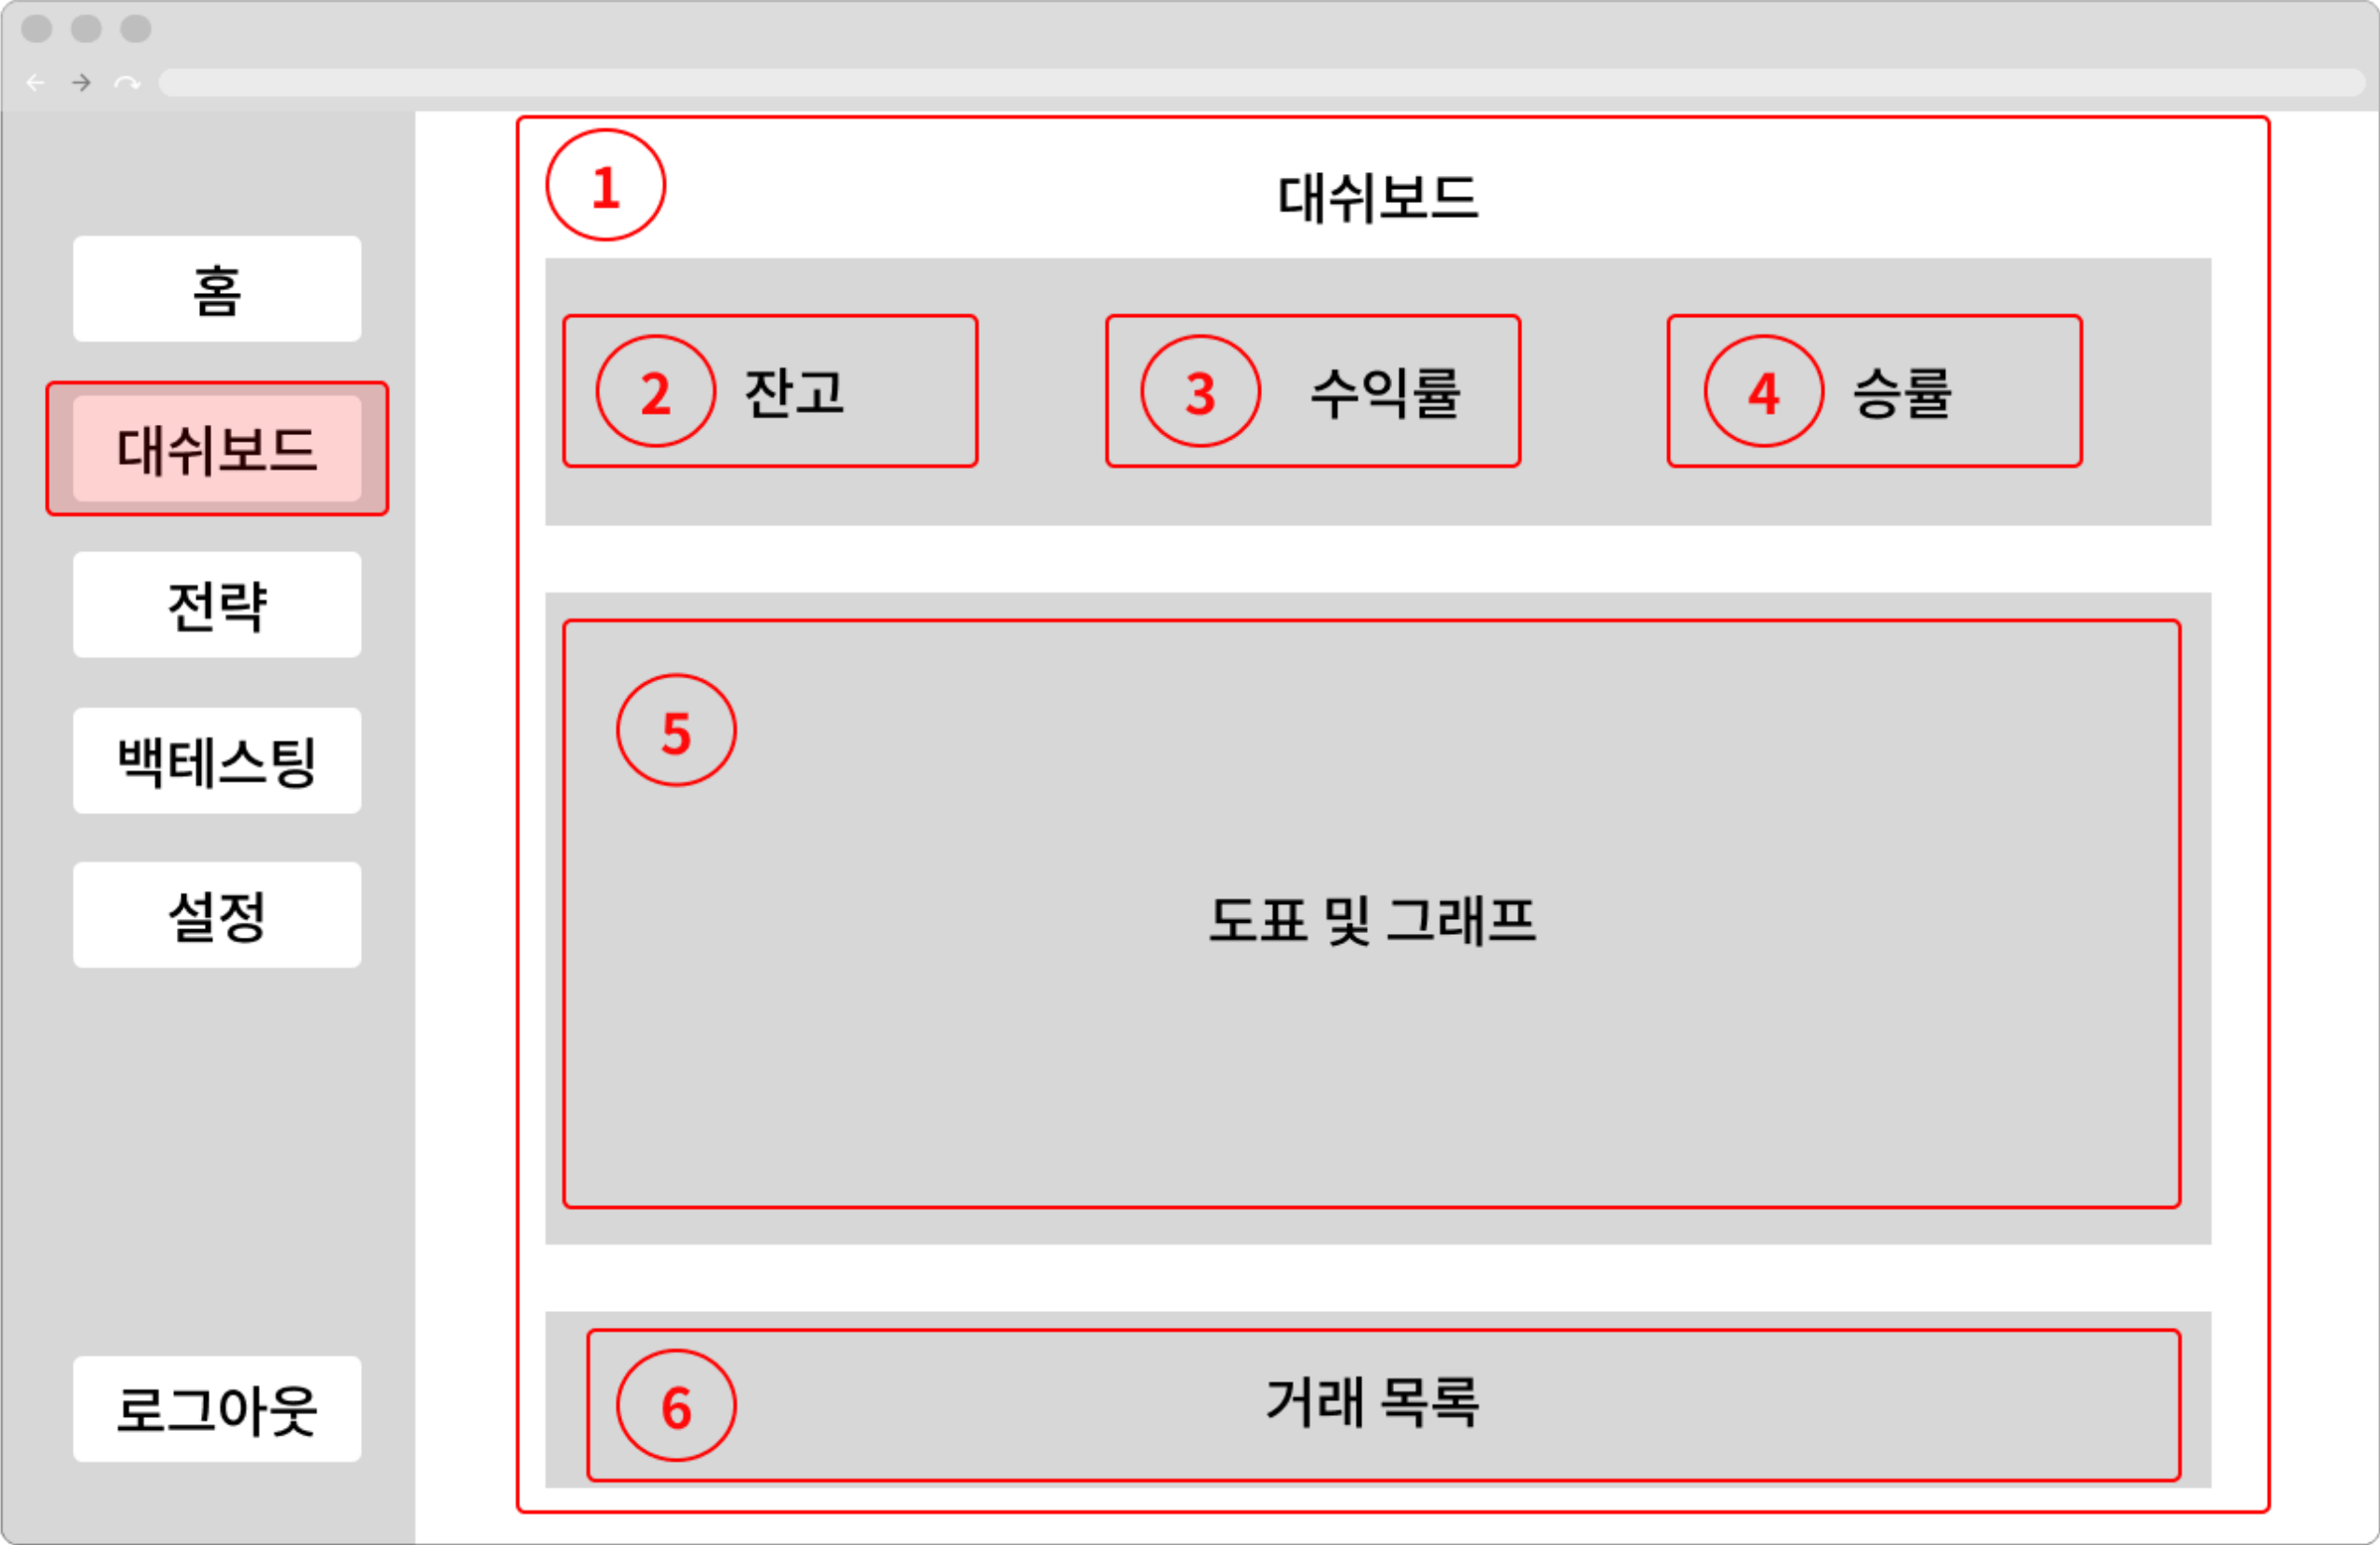 홈
대쉬보드
전략
백테스팅
설정
로그아웃
1
대쉬보드
2 잔고
3 수익률
4 승률
5
도표 및 그래프
6 거래 목록